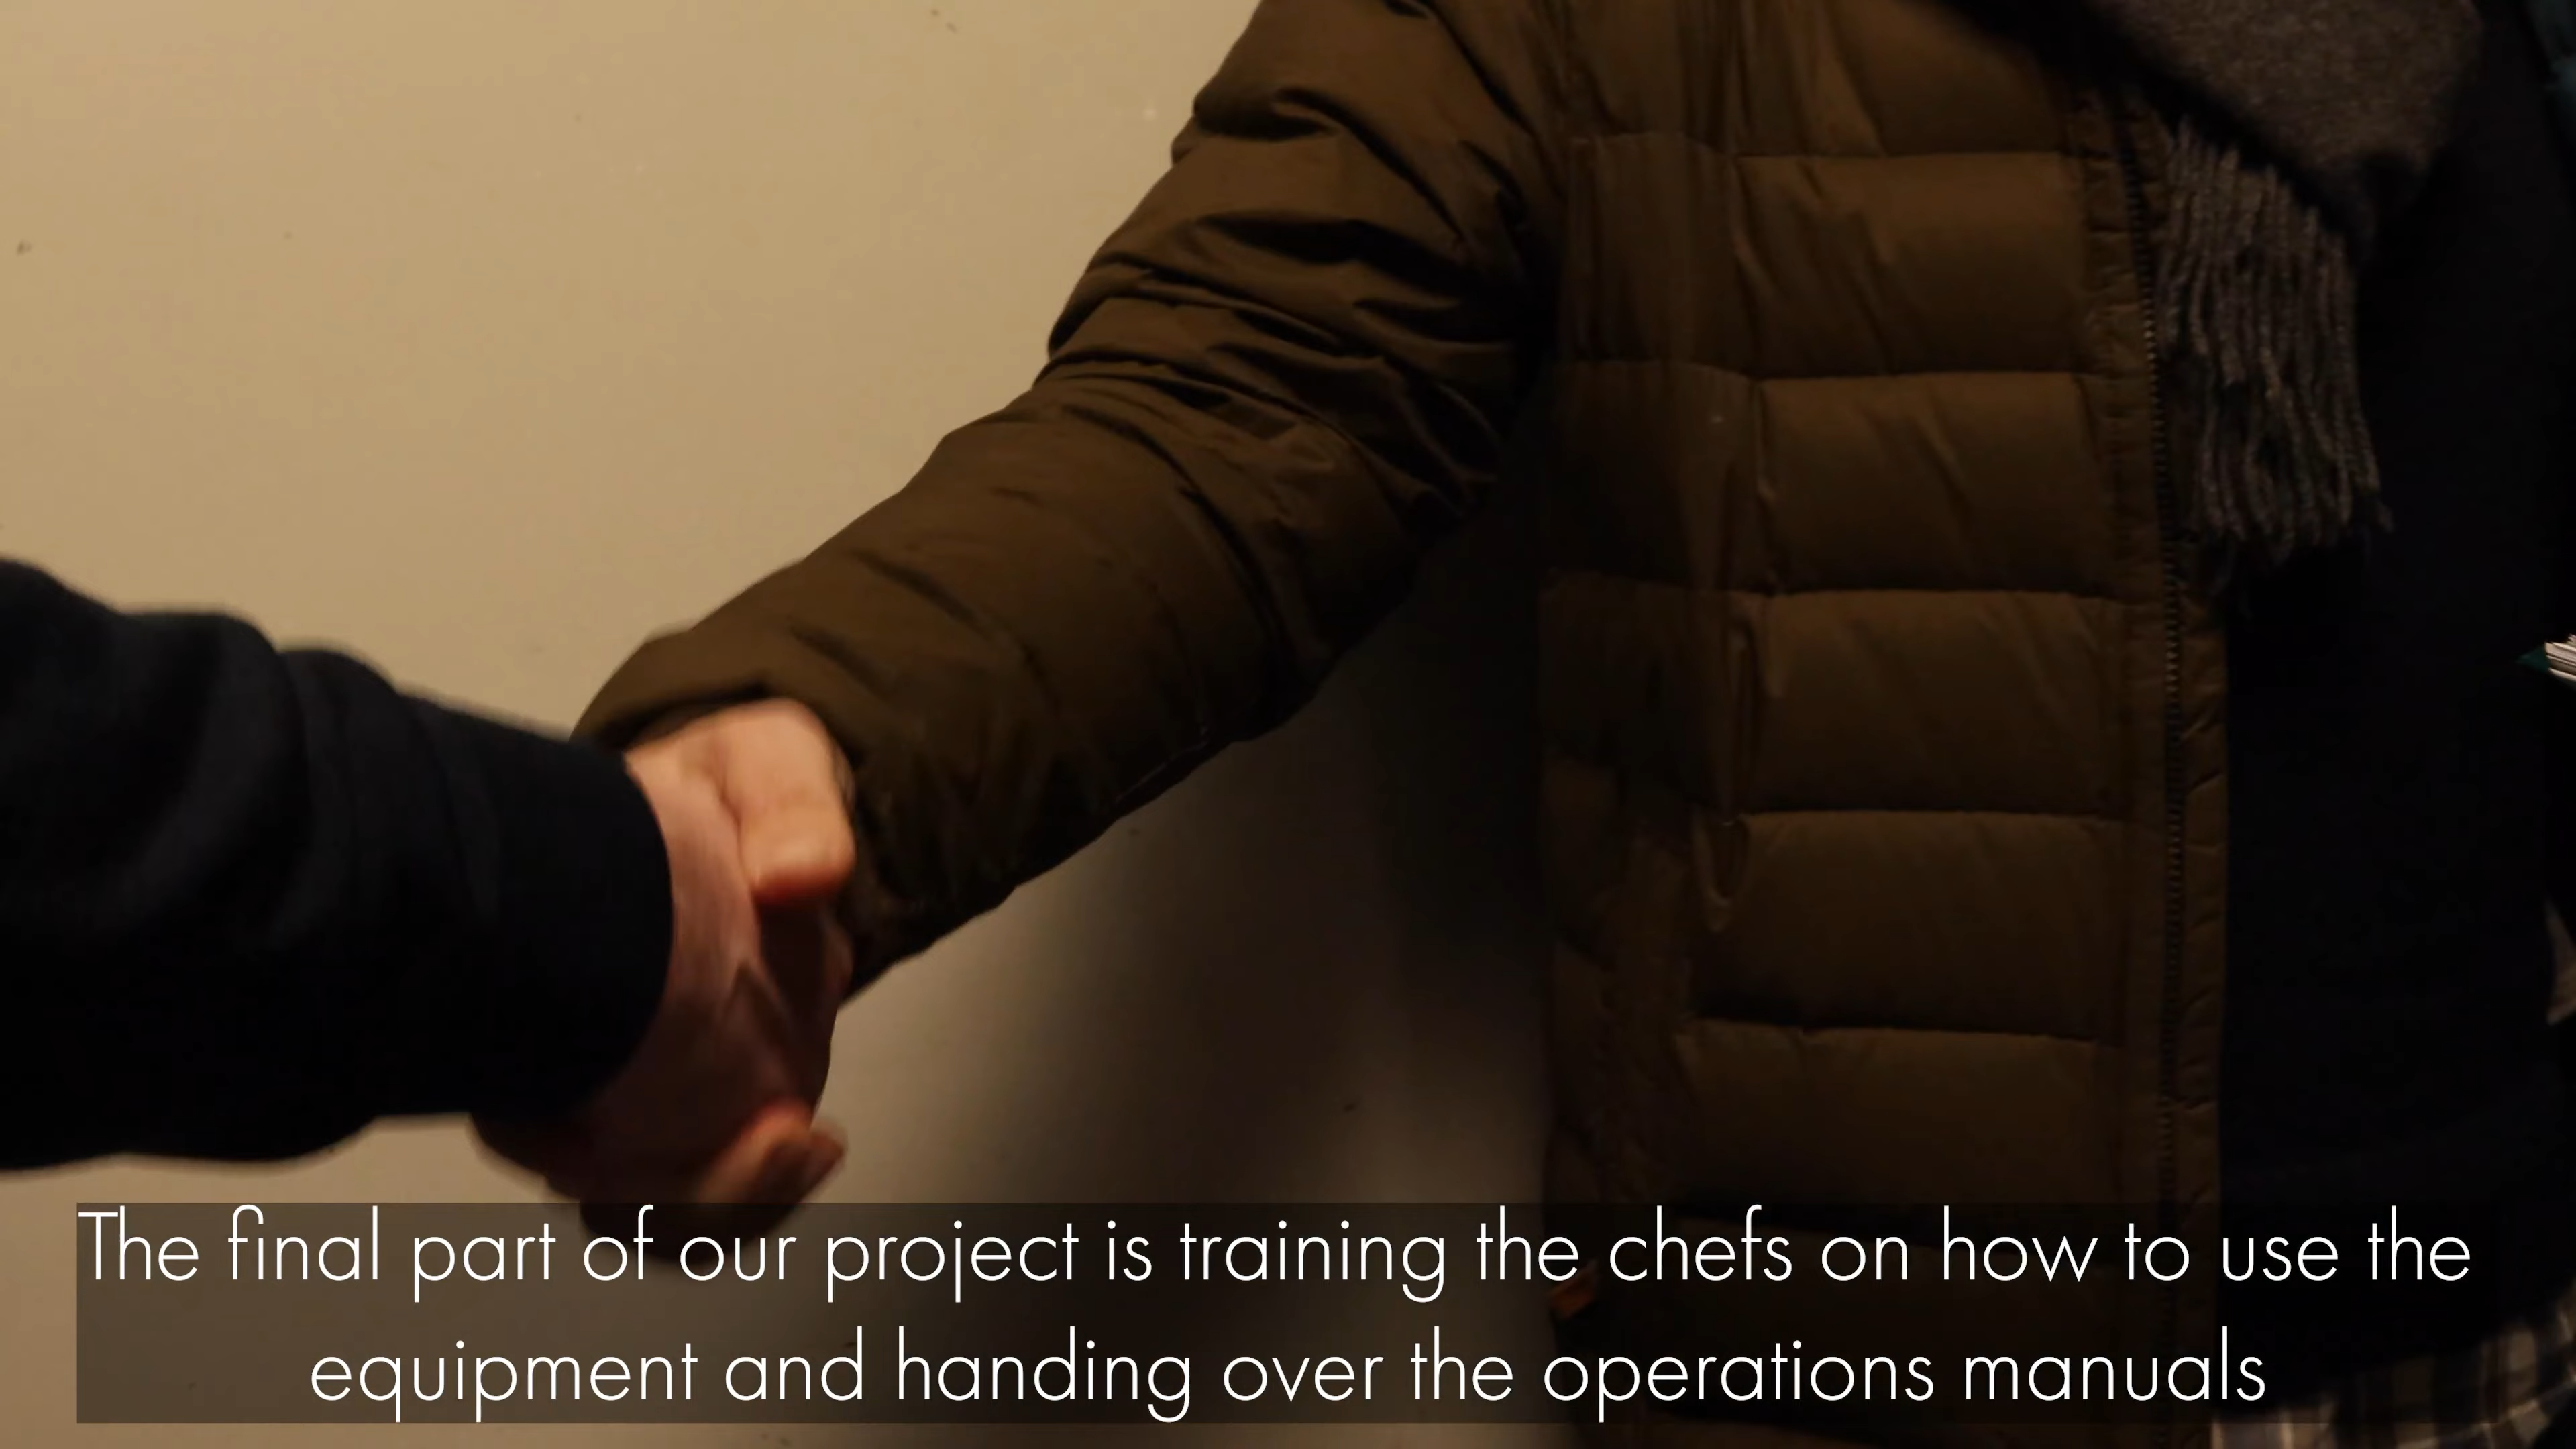 The final part of our project is training the chefs on how to use the
equipment and handing over the operations manuals